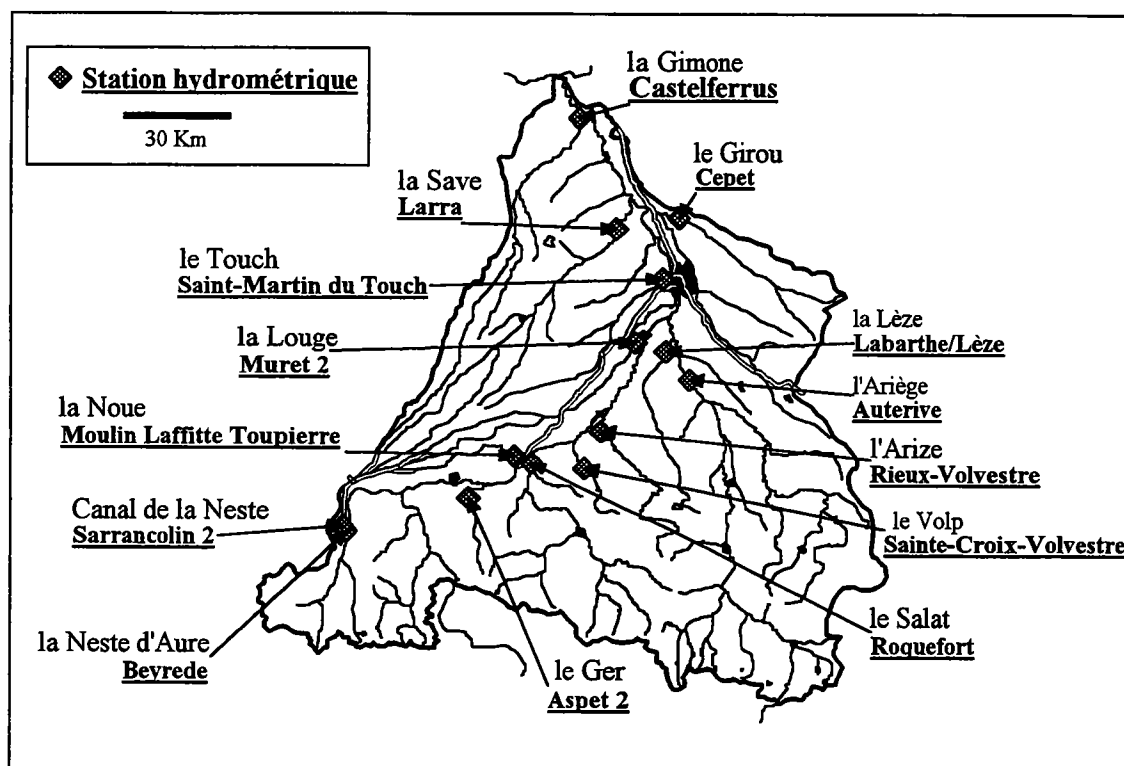 Station hydrométrique
30 Km
la Gimone
Castelferrus
le Girou
Cepet
la Save
Larra
le Touch
Saint-Martin du Touch
la Lèze
Labarthe/Lèze
la Louge
Muret 2
l'Ariège
Auterive
la Noue
Moulin Laffitte Toupierre
l'Arize
Rieux-Volvestre
Canal de la Neste
Sarrancolin 2
le Volp
Sainte-Croix-Volvestre
le Salat
Roquefort
la Neste d'Aure
Beyrede
le Ger
Aspet 2